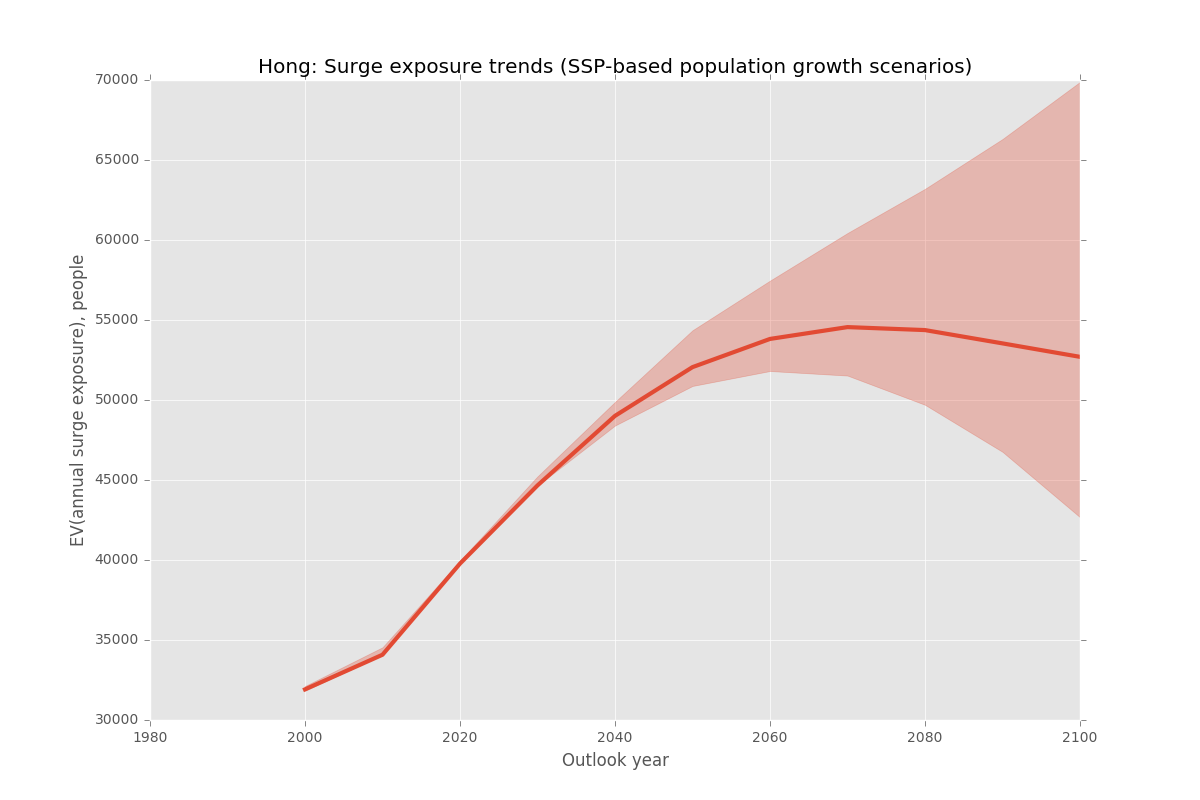 Hong: Surge exposure trends (SSP-based population growth scenarios)
70000
65000
60000
55000
50000
45000
40000
35000
30000
EV(annual surge exposure), people
1980 2000 2020 2040 2060 2080 2100
Outlook year